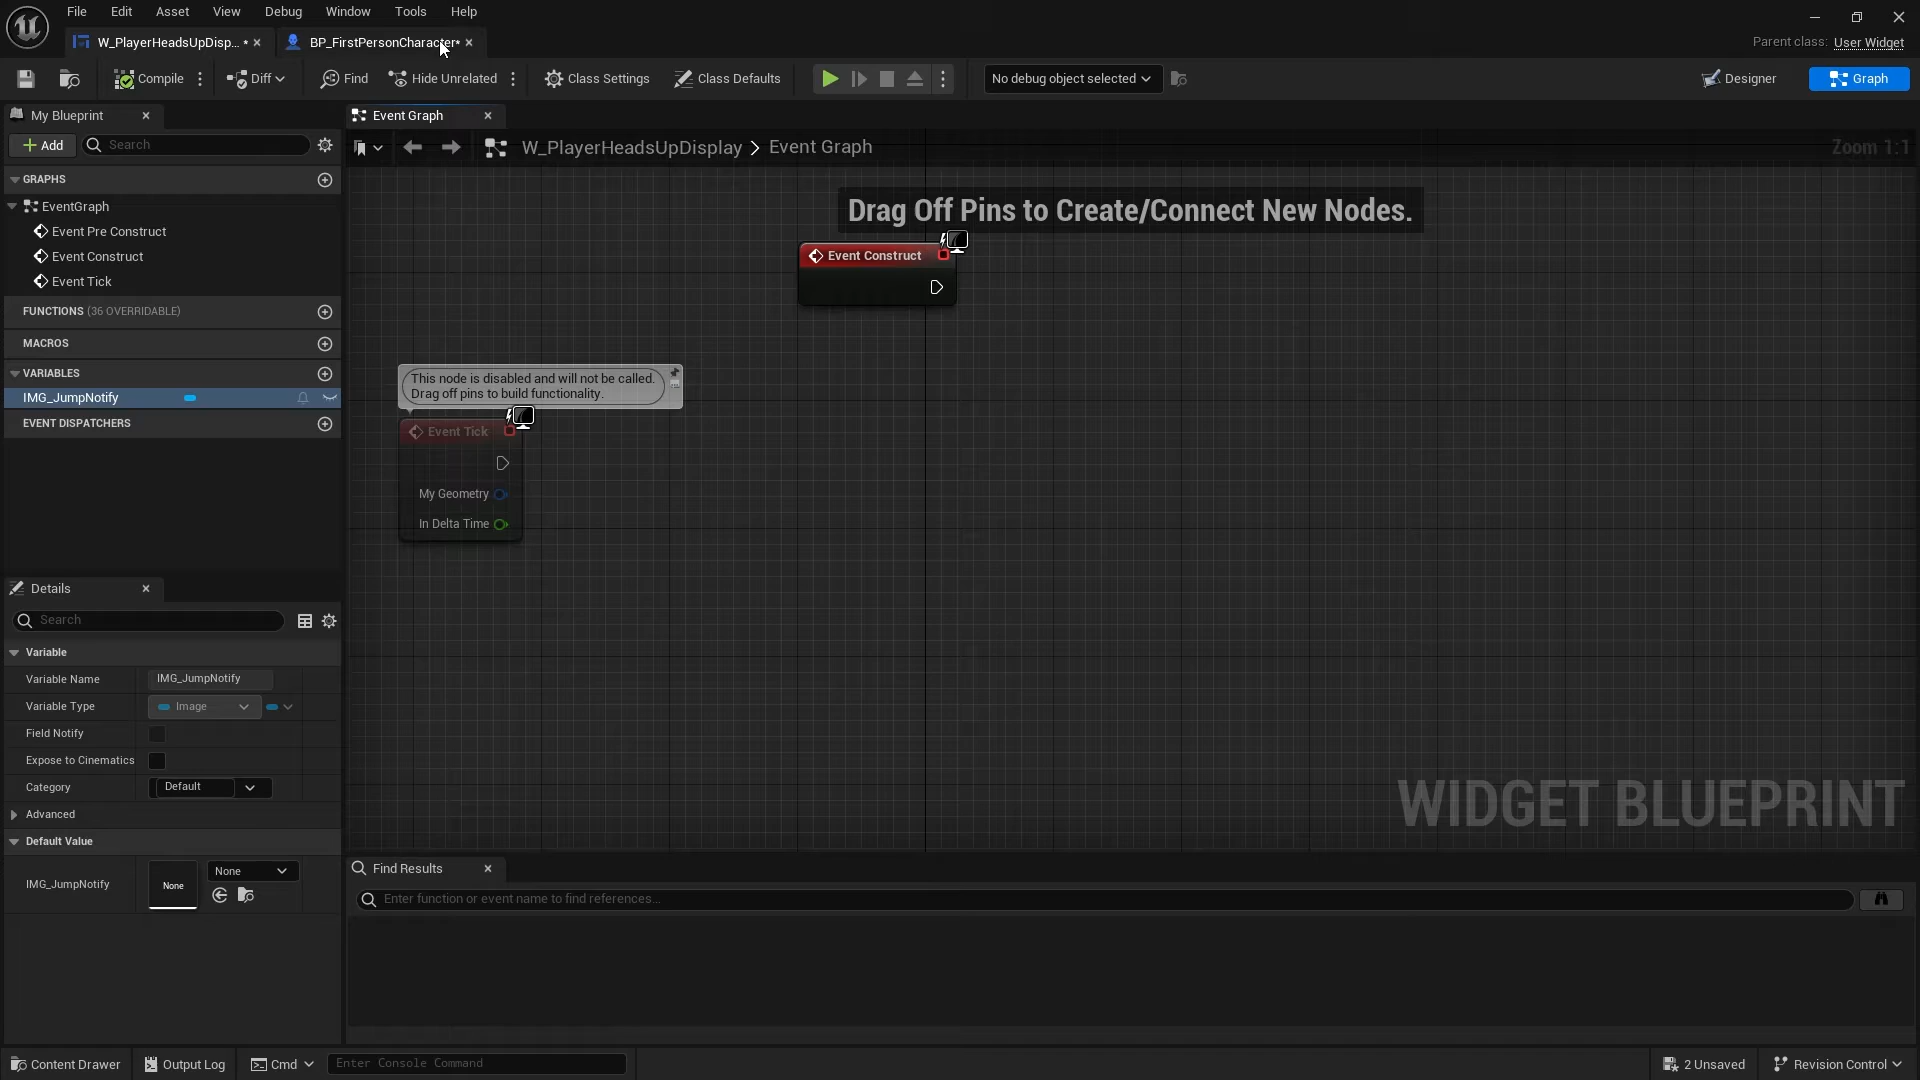 File Edit Asset View Debug Window Tools Help
W_PlayerHeadsUpDisp... *
BP_FirstPersonCharacter*
Parent class: User Widget
Compile
Diff
Find
Hide Unrelated
Class Settings
Class Defaults
No debug object selected
Designer
Graph
My Blueprint
Add
Search
GRAPHS
EventGraph
Event Pre Construct
Event Construct
Event Tick
FUNCTIONS (36 OVERRIDABLE)
MACROS
VARIABLES
IMG_JumpNotify
EVENT DISPATCHERS
Event Graph
W_PlayerHeadsUpDisplay > Event Graph
Zoom 1:1
Drag Off Pins to Create/Connect New Nodes.
Event Construct
This node is disabled and will not be called.
Drag off pins to build functionality.
Event Tick
My Geometry
In Delta Time
WIDGET BLUEPRINT
Details
Search
Variable
Variable Name IMG_JumpNotify
Variable Type Image
Field Notify
Expose to Cinematics
Category Default
Advanced
Default Value
IMG_JumpNotify None None
Find Results
Enter function or event name to find references...
Content Drawer
Output Log
Cmd
Enter Console Command
2 Unsaved
Revision Control